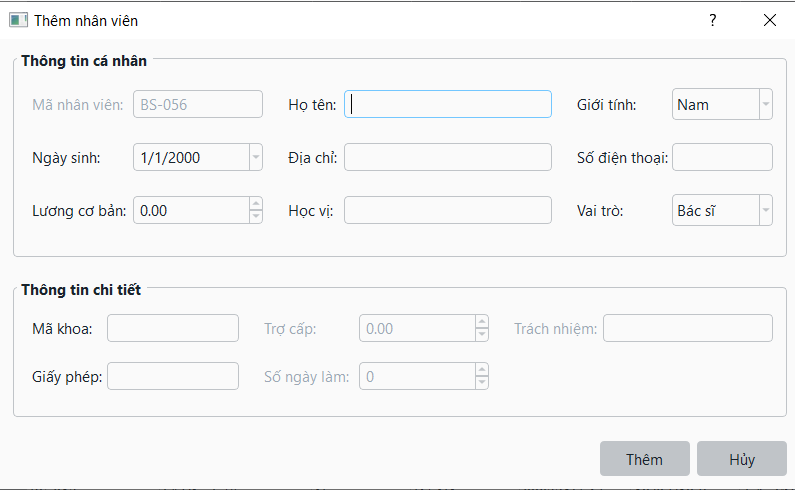 Thêm nhân viên ?
Thông tin cá nhân
Mã nhân viên: BS-056 Họ tên: Giới tính: Nam
Ngày sinh: 1/1/2000 Địa chỉ: Số điện thoại:
Lương cơ bản: 0.00 Học vị: Vai trò: Bác sĩ
Thông tin chi tiết
Mã khoa: Trợ cấp: 0.00 Trách nhiệm:
Giấy phép: Số ngày làm: 0
Thêm Hủy